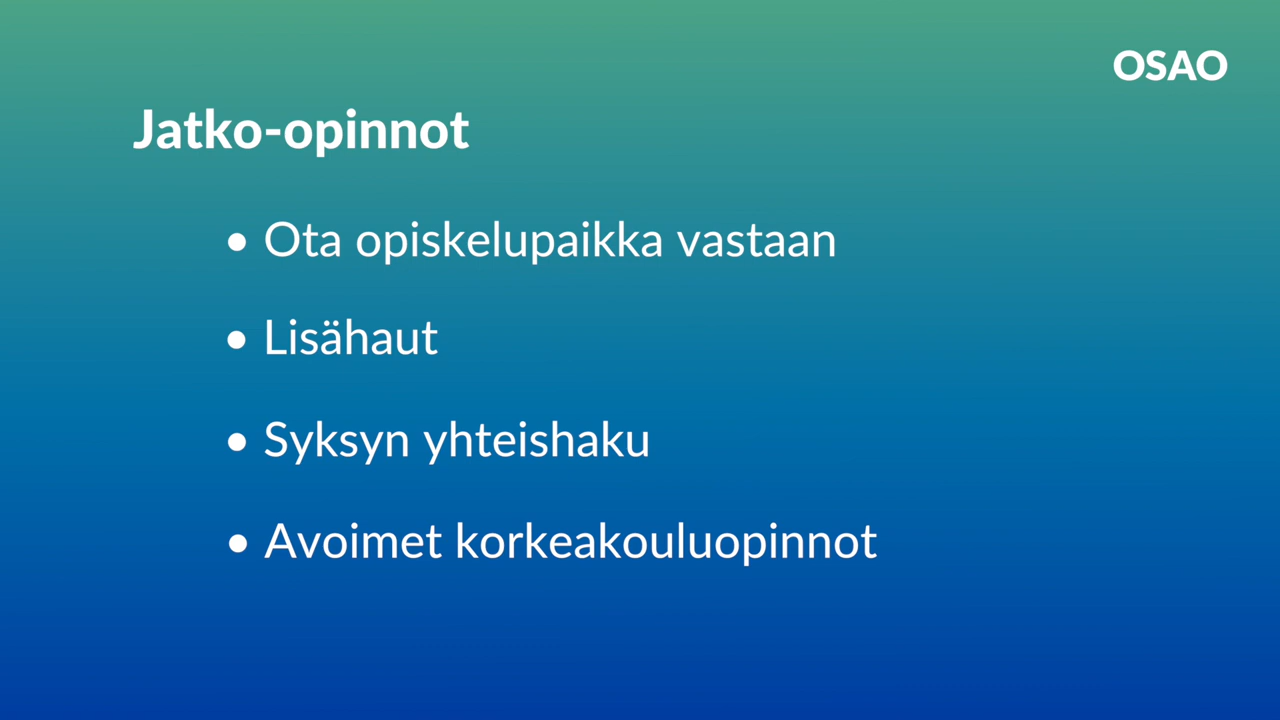 OSAO
Jatko-opinnot
• Ota opiskelupaikka vastaan
• Lisähaut
• Syksyn yhteishaku
• Avoimet korkeakouluopinnot